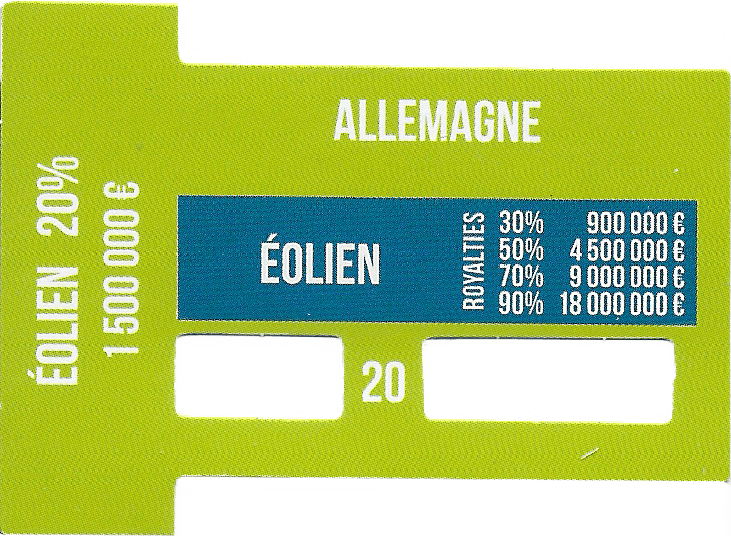 ÉOLIEN 20%
1 500 000 €
ALLEMAGNE
ÉOLIEN
ROYALTIES
30% 900 000 €
50% 4 500 000 €
70% 9 000 000 €
90% 18 000 000 €
20